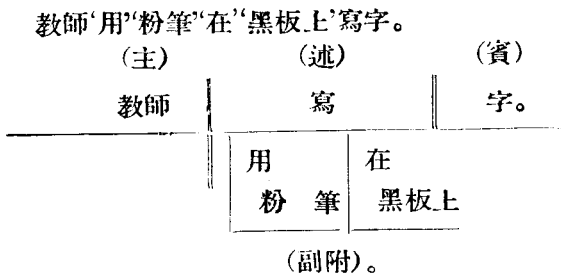 教師‘用’‘粉筆’‘在’‘黑板上’寫字。
(主) (述) (賓)
教師 寫 字。
用 在
粉筆 黑板上
(副附)。